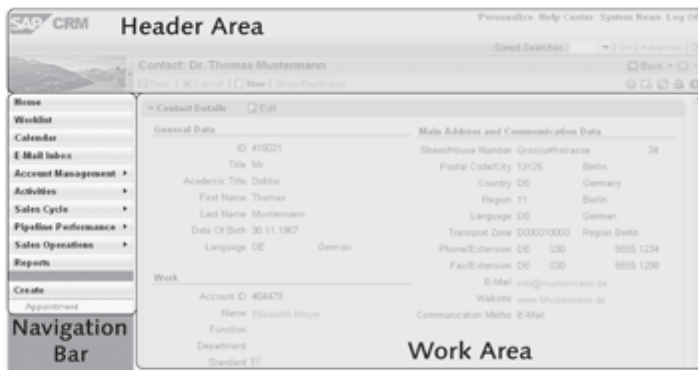 SAP CRM
Header Area
Personalize Help Center System News Log Off
Saved Searches: Go Advanced
Contact: Dr. Thomas Mustermann
Back
Save Cancel New Show Duplicates
Home
Worklist
Calendar
E-Mail Inbox
Account Management
Activities
Sales Cycle
Pipeline Performance
Sales Operations
Reports
Create
Appointment
Navigation
Bar
Contact Details Edit
General Data
ID 415021
Title Mr
Academic Title Doktor
First Name Thomas
Last Name Mustermann
Date Of Birth 30.11.1967
Language DE German
Work
Account ID 404479
Name Elisabeth Meyer
Function
Department
Standard
Main Address and Communication Data
Street/House Number Groscurthstrasse 34
Postal Code/City 13125 Berlin
Country DE Germany
Region 11 Berlin
Language DE German
Transport Zone D000010000 Region Berlin
Phone/Extension DE 030 5555 1234
Fax/Extension DE 030
E-Mail info@mustermann.de
Website www.Mustermann.de
Communication Metho E-Mail
Work Area